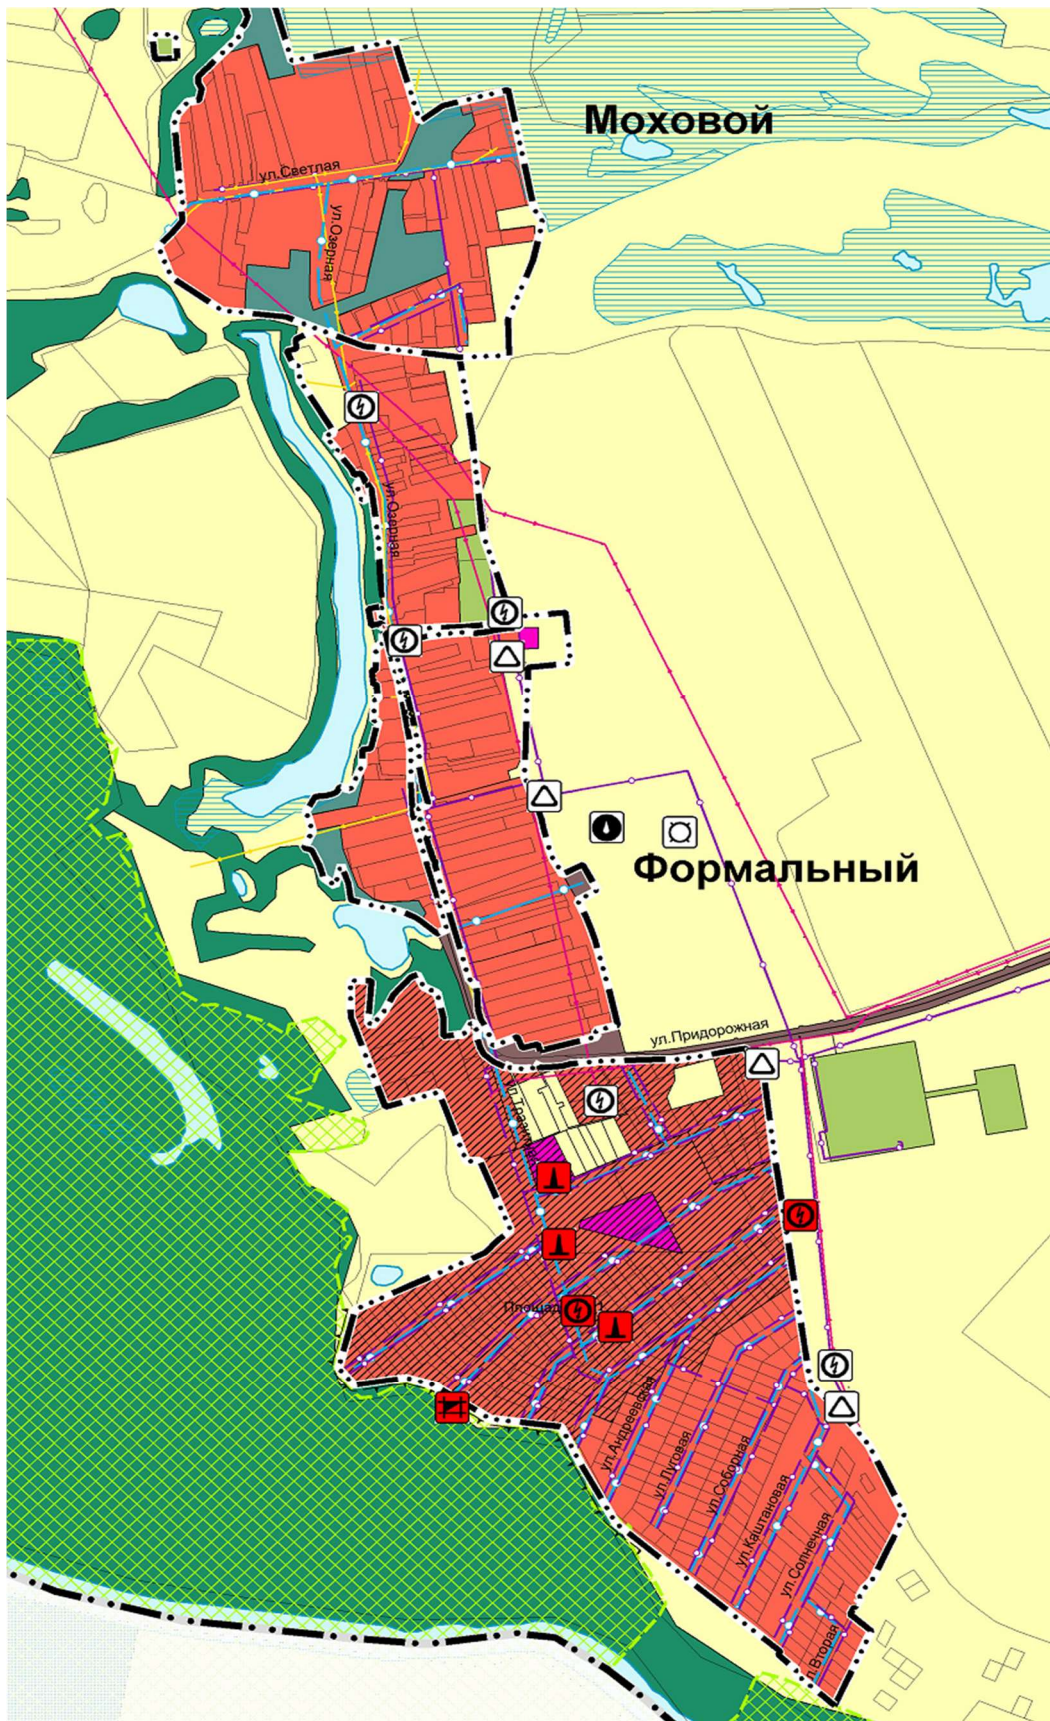 Моховой
ул.Светлая
ул.Озерная
ул.Озерная
Формальный
ул.Придорожная
ул.Андреевская
ул.Луговая
ул.Соборная
ул.Каштановая
ул.Солнечная